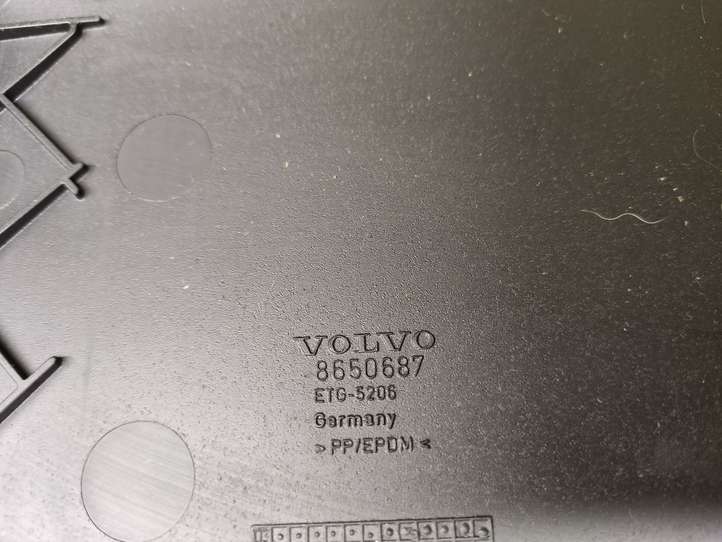 VOLVO
8650687
ETG-5206
Germany
>PP/EPDM<